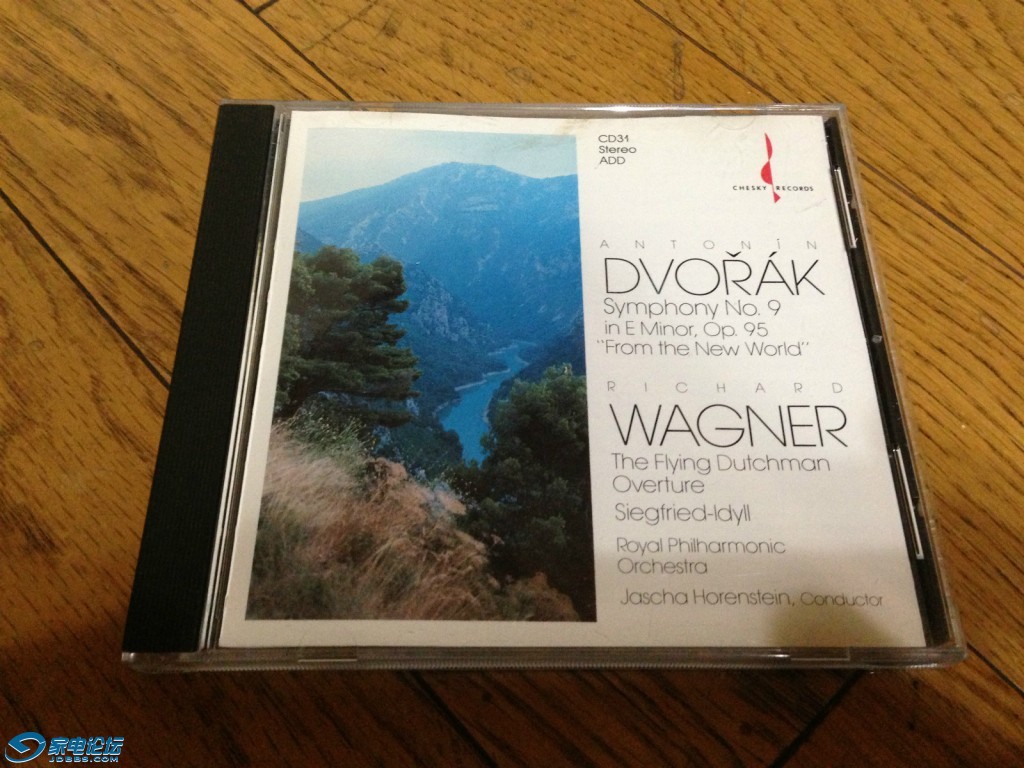 CD31
Stereo
ADD
CHESKY RECORDS
ANTONÍN
DVOŘÁK
Symphony No. 9
in E Minor, Op. 95
"From the New World"
RICHARD
WAGNER
The Flying Dutchman
Overture
Siegfried-Idyll
Royal Philharmonic
Orchestra
Jascha Horenstein, Conductor
家电论坛
JDBBS.COM